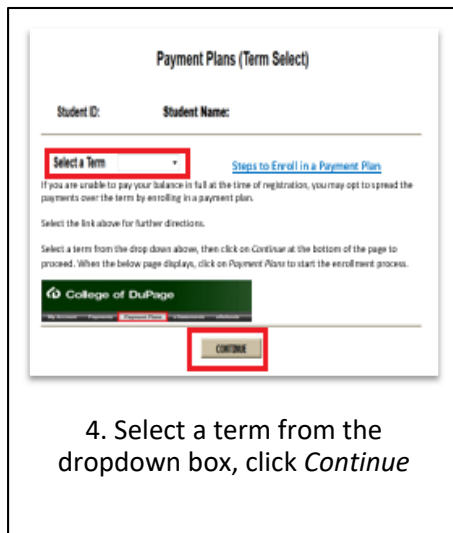 Payment Plans (Term Select)
Student ID: Student Name:
Select a Term
Steps to Enroll in a Payment Plan
If you are unable to pay your balance in full at the time of registration, you may opt to spread the
payments over the term by enrolling in a payment plan.
Select the link above for further directions.
Select a term from the drop down above, then click on Continue at the bottom of the page to
proceed. When the below page displays, click on Payment Plans to start the enrollment process.
College of DuPage
My Account Payments Payment Plans eStatements eRefunds
CONTINUE
4. Select a term from the
dropdown box, click Continue